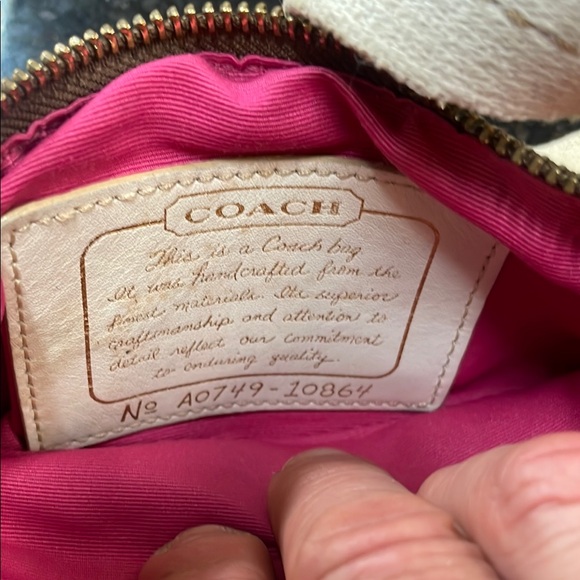 COACH
This is a Coach bag
It was handcrafted from the
finest materials. Its superior
craftsmanship and attention to
detail reflect our commitment
to enduring quality.
No A0749-10864